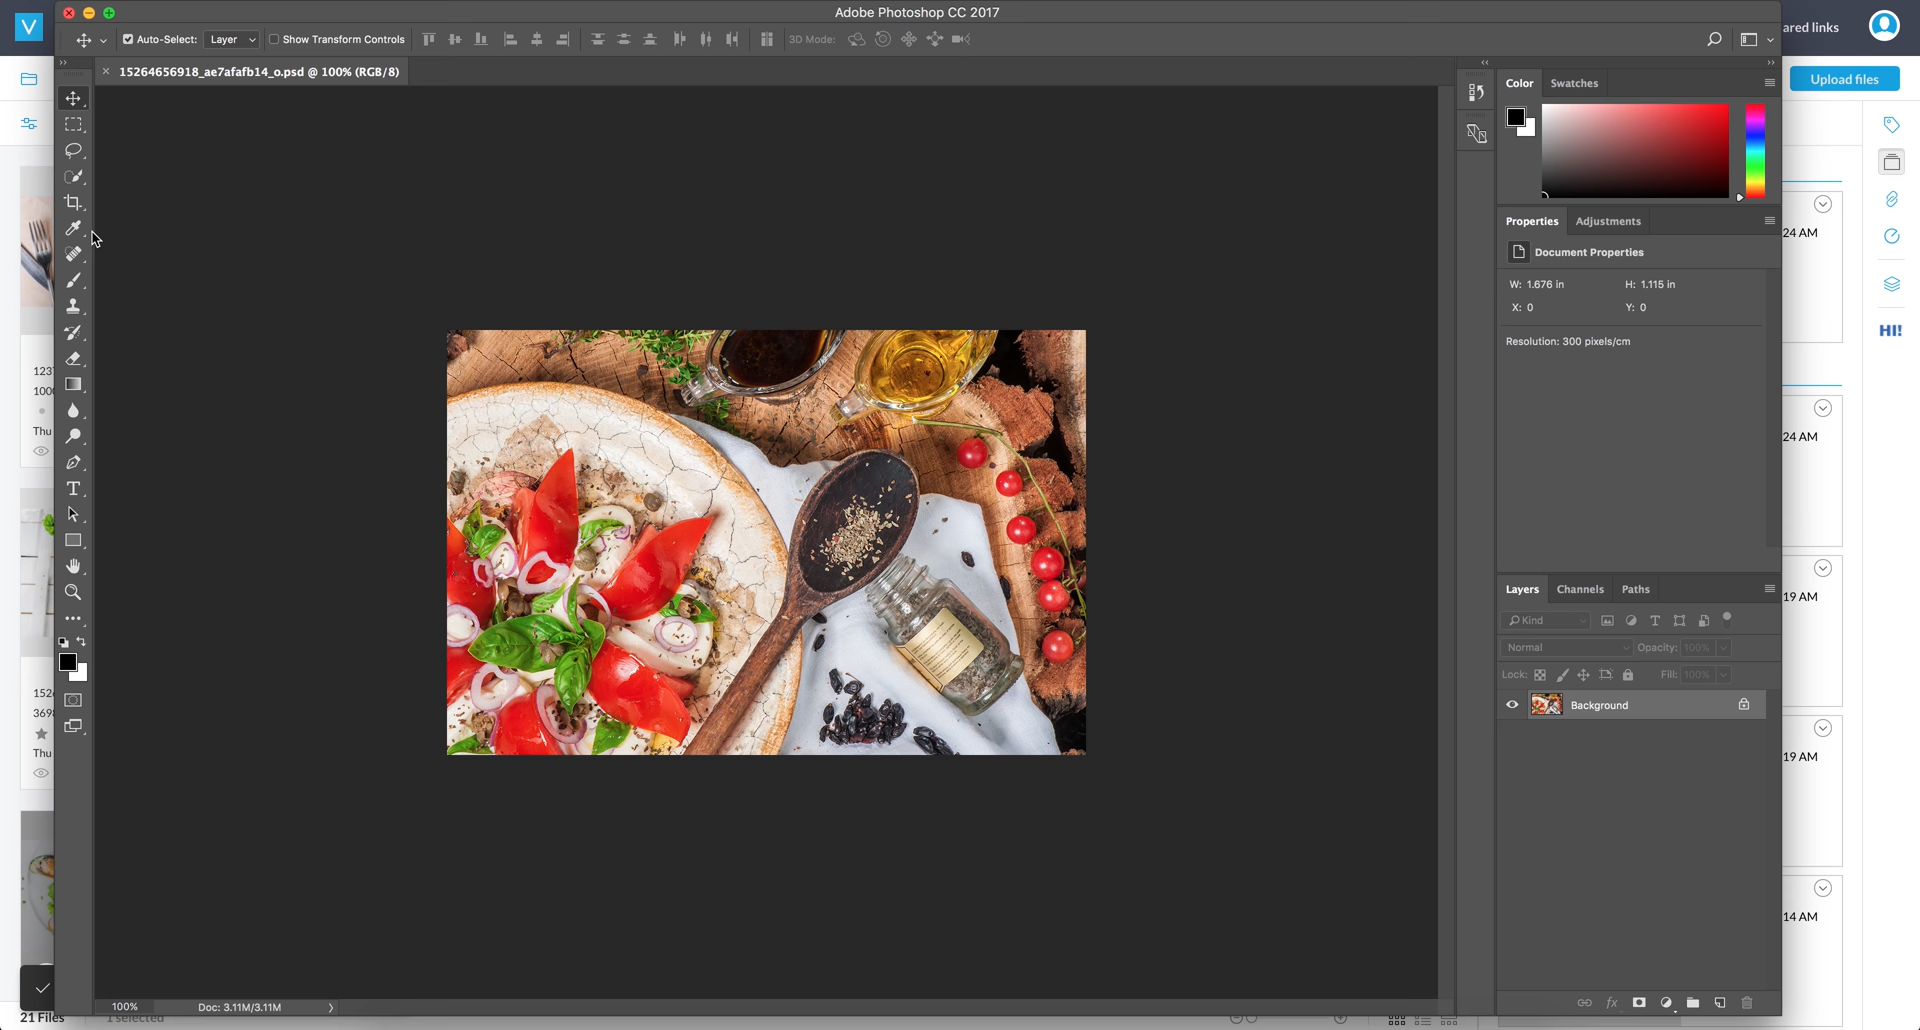 Adobe Photoshop CC 2017
V
ared links
Auto-Select:
Layer
Show Transform Controls
3D Mode:
15264656918_ae7afafb14_o.psd @ 100% (RGB/8)
Upload files
Color
Swatches
Properties
Adjustments
Document Properties
W: 1.676 in
H: 1.115 in
X: 0
Y: 0
Resolution: 300 pixels/cm
24 AM
HI!
123
100
Thu
24 AM
T
Layers
Channels
Paths
Kind
T
19 AM
Normal
Opacity: 100%
Lock:
Fill: 100%
152
369
Thu
Background
19 AM
14 AM
100%
Doc: 3.11M/3.11M
fx
21 Files
1 selected